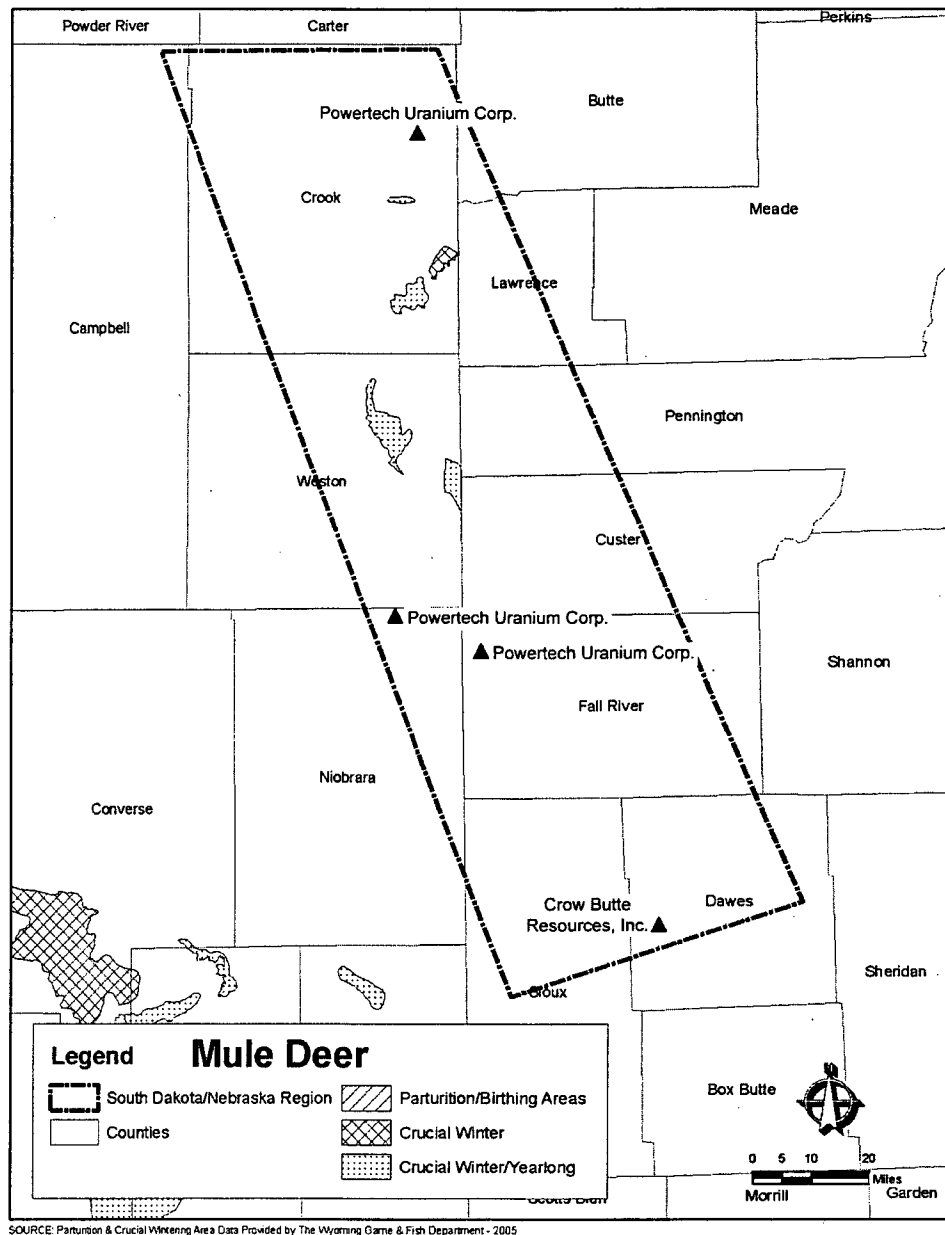 Powder River
Carter
Perkins
Powertech Uranium Corp.
Butte
Crook
Meade
Lawrence
Campbell
Pennington
Weston
Custer
Powertech Uranium Corp.
Powertech Uranium Corp.
Shannon
Fall River
Niobrara
Converse
Crow Butte
Resources, Inc.
Dawes
Sheridan
Sioux
Legend
Mule Deer
South Dakota/Nebraska Region
Parturition/Birthing Areas
Counties
Crucial Winter
Crucial Winter/Yearlong
Box Butte
0 5 10 20
Miles
Morrill
Garden
Scotts Bluff
SOURCE: Parturition & Crucial Wintering Area Data Provided by The Wyoming Game & Fish Department - 2005